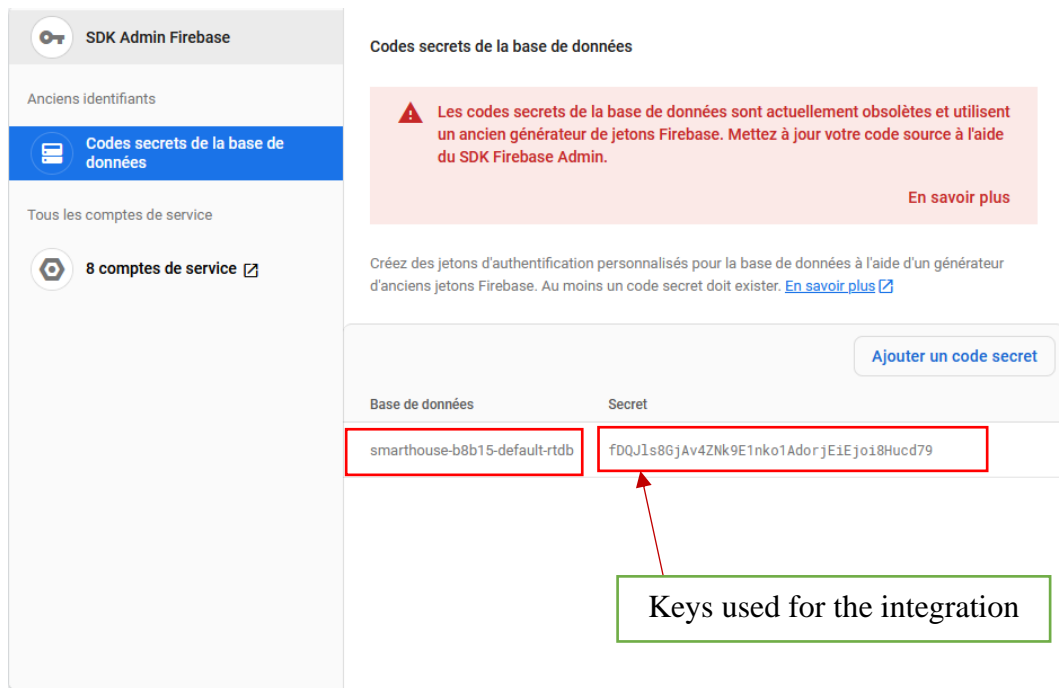 SDK Admin Firebase
Anciens identifiants
Codes secrets de la base de
données
Tous les comptes de service
8 comptes de service
Codes secrets de la base de données
Les codes secrets de la base de données sont actuellement obsolètes et utilisent
un ancien générateur de jetons Firebase. Mettez à jour votre code source à l'aide
du SDK Firebase Admin.
En savoir plus
Créez des jetons d'authentification personnalisés pour la base de données à l'aide d'un générateur
d'anciens jetons Firebase. Au moins un code secret doit exister. En savoir plus
Ajouter un code secret
Base de données Secret
smarthouse-b8b15-default-rtdb fDQJls8GjAv4ZNk9E1nko1AdorjEiEjoi8Hucd79
Keys used for the integration